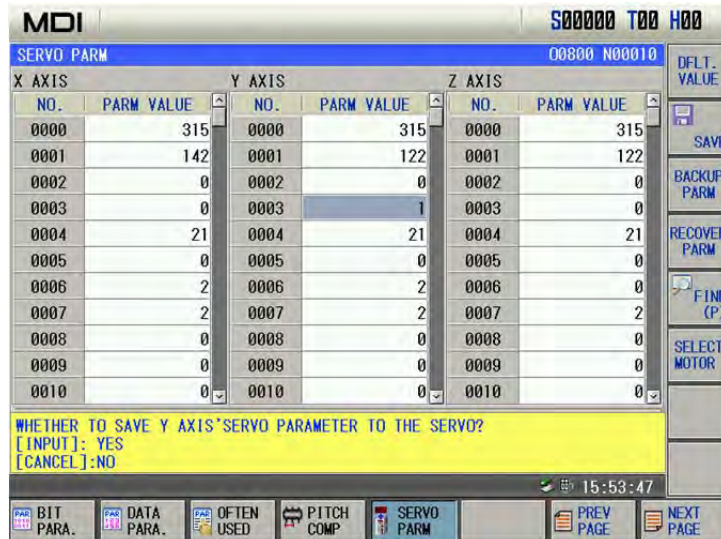 MDI S00000 T00 H00
SERVO PARM O0800 N00010
X AXIS Y AXIS Z AXIS
NO. PARM VALUE NO. PARM VALUE NO. PARM VALUE
0000 315 0000 315 0000 315
0001 142 0001 122 0001 122
0002 0 0002 0 0002 0
0003 0 0003 1 0003 0
0004 21 0004 21 0004 21
0005 0 0005 0 0005 0
0006 2 0006 2 0006 2
0007 2 0007 2 0007 2
0008 0 0008 0 0008 0
0009 0 0009 0 0009 0
0010 0 0010 0 0010 0
WHETHER TO SAVE Y AXIS'SERVO PARAMETER TO THE SERVO?
[INPUT]: YES
[CANCEL]:NO
15:53:47
DFLT.
VALUE
SAVE
BACKUP
PARM
RECOVER
PARM
FIND
(P)
SELECT
MOTOR
BIT
PARA.
DATA
PARA.
OFTEN
USED
PITCH
COMP
SERVO
PARM
PREV
PAGE
NEXT
PAGE